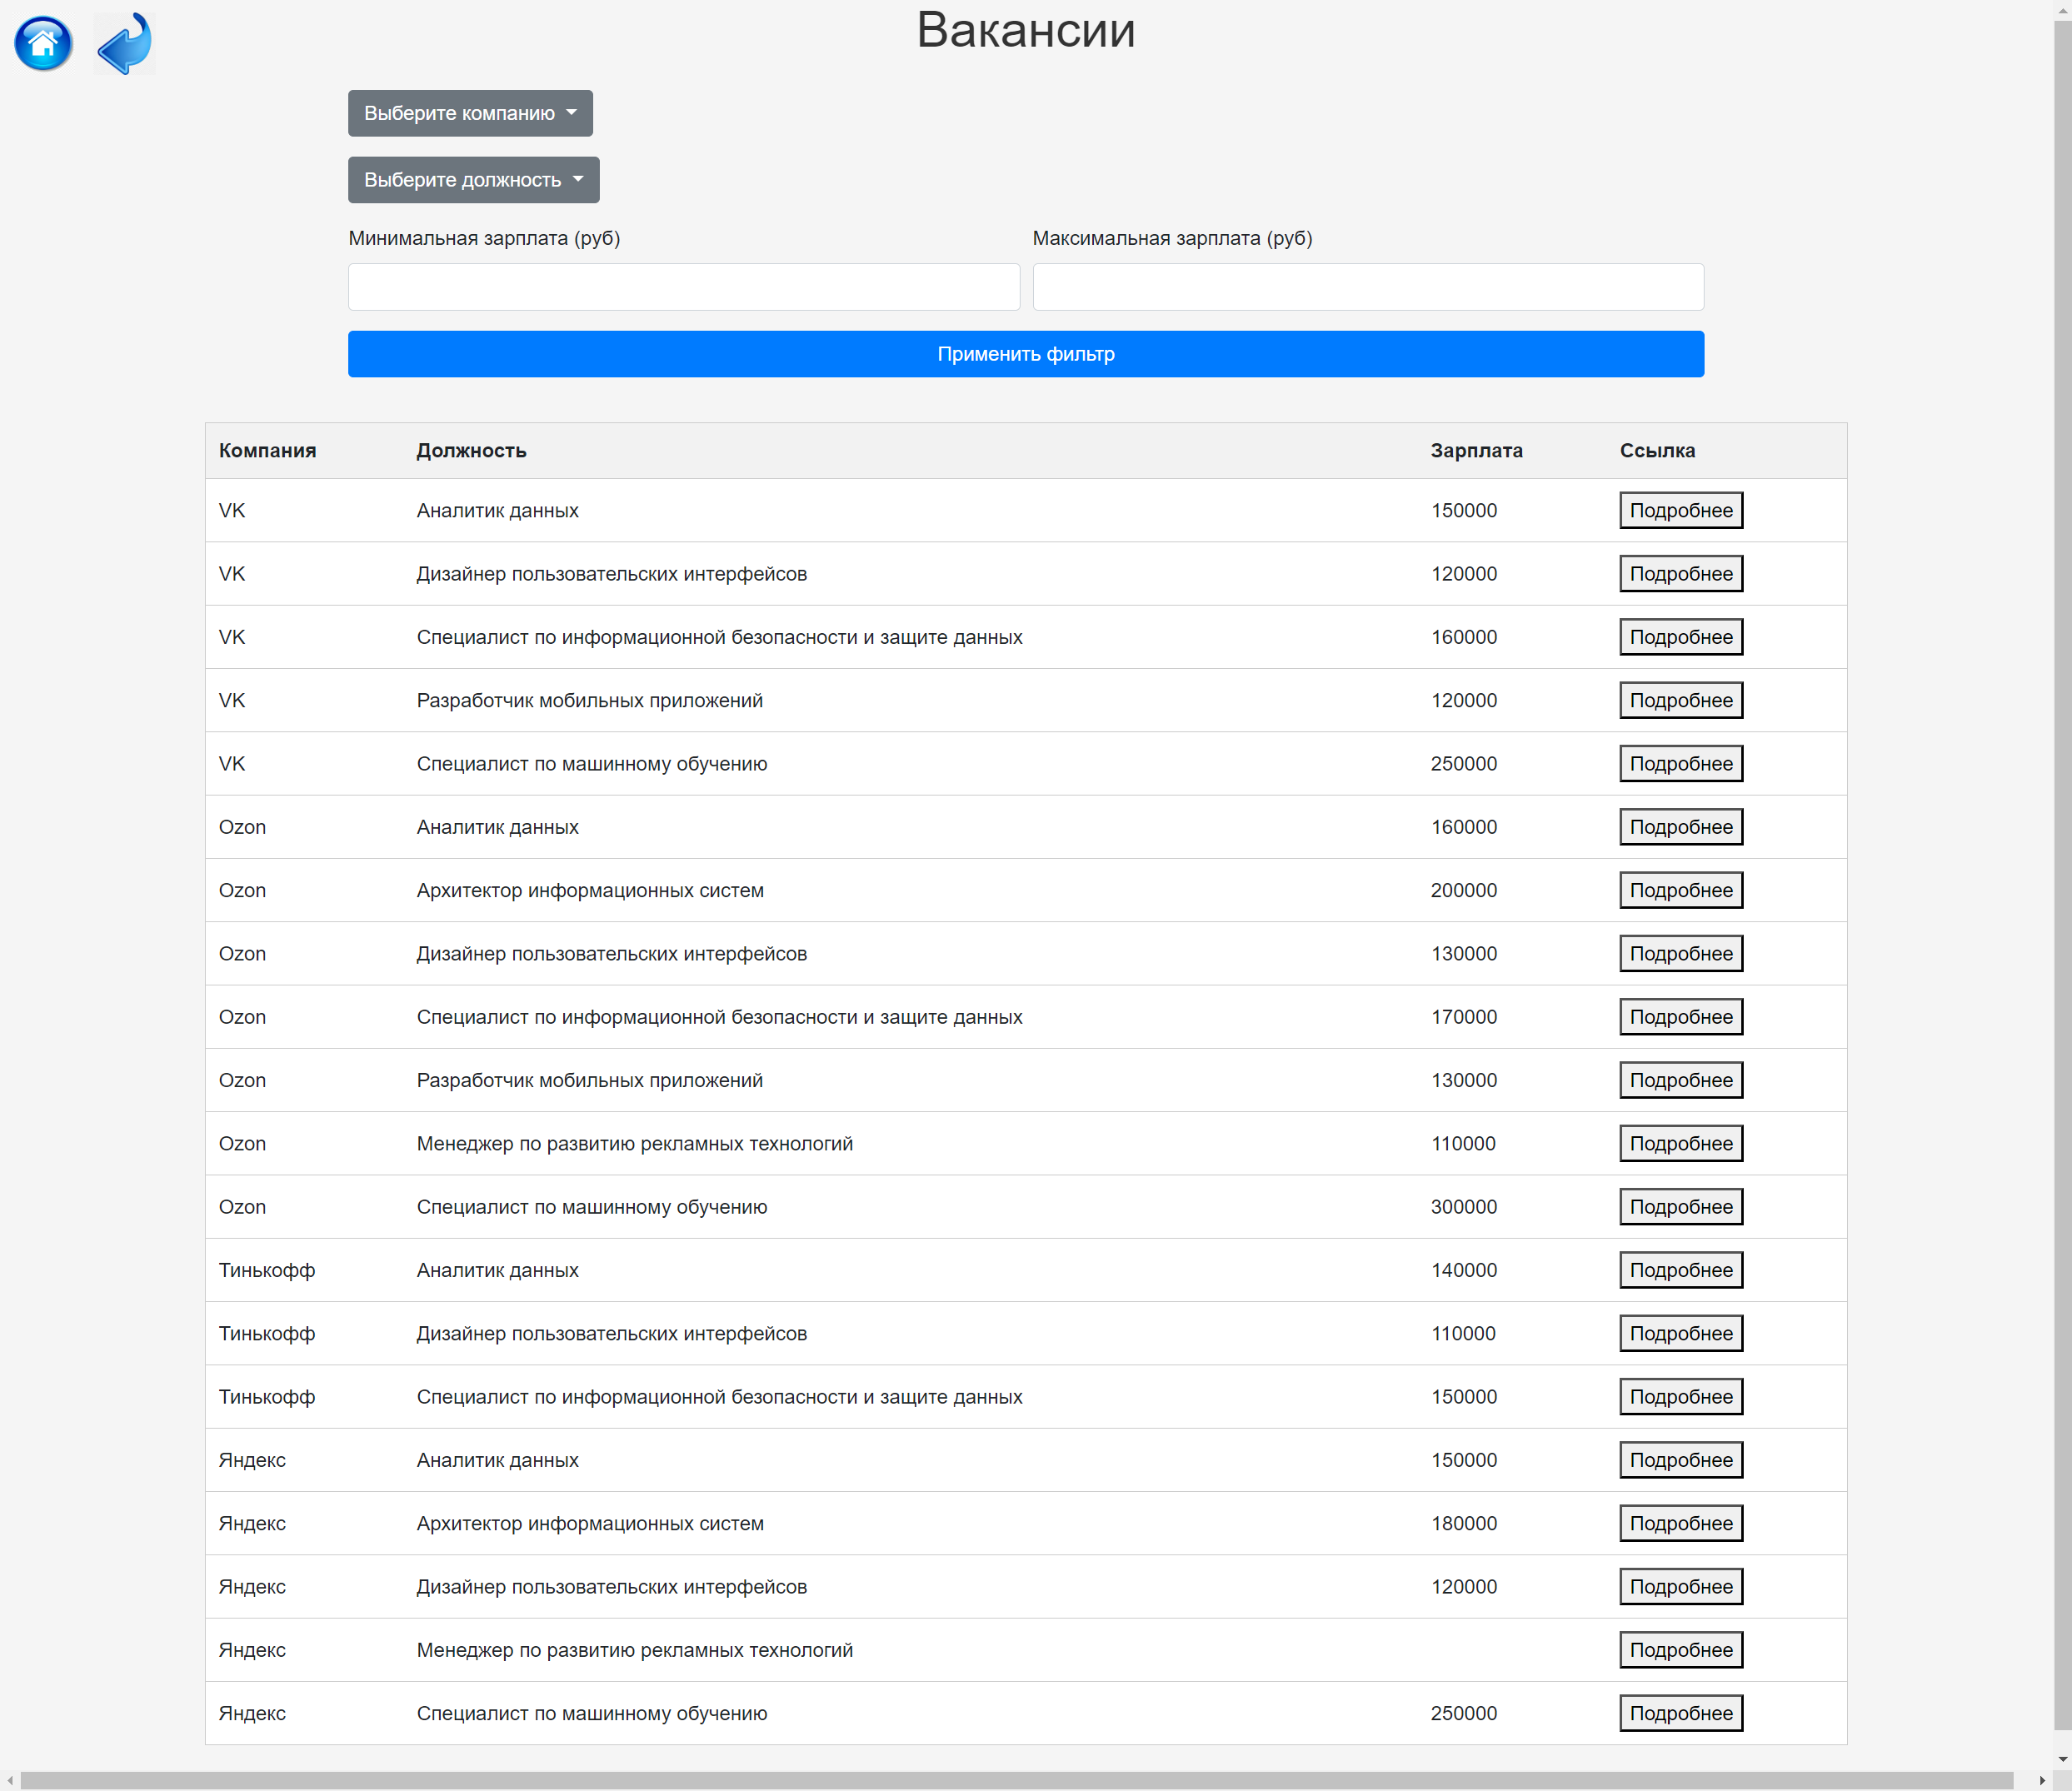 Вакансии
Выберите компанию
Выберите должность
Минимальная зарплата (руб) Максимальная зарплата (руб)
Применить фильтр
Компания Должность Зарплата Ссылка
VK Аналитик данных 150000 Подробнее
VK Дизайнер пользовательских интерфейсов 120000 Подробнее
VK Специалист по информационной безопасности и защите данных 160000 Подробнее
VK Разработчик мобильных приложений 120000 Подробнее
VK Специалист по машинному обучению 250000 Подробнее
Ozon Аналитик данных 160000 Подробнее
Ozon Архитектор информационных систем 200000 Подробнее
Ozon Дизайнер пользовательских интерфейсов 130000 Подробнее
Ozon Специалист по информационной безопасности и защите данных 170000 Подробнее
Ozon Разработчик мобильных приложений 130000 Подробнее
Ozon Менеджер по развитию рекламных технологий 110000 Подробнее
Ozon Специалист по машинному обучению 300000 Подробнее
Тинькофф Аналитик данных 140000 Подробнее
Тинькофф Дизайнер пользовательских интерфейсов 110000 Подробнее
Тинькофф Специалист по информационной безопасности и защите данных 150000 Подробнее
Яндекс Аналитик данных 150000 Подробнее
Яндекс Архитектор информационных систем 180000 Подробнее
Яндекс Дизайнер пользовательских интерфейсов 120000 Подробнее
Яндекс Менеджер по развитию рекламных технологий Подробнее
Яндекс Специалист по машинному обучению 250000 Подробнее